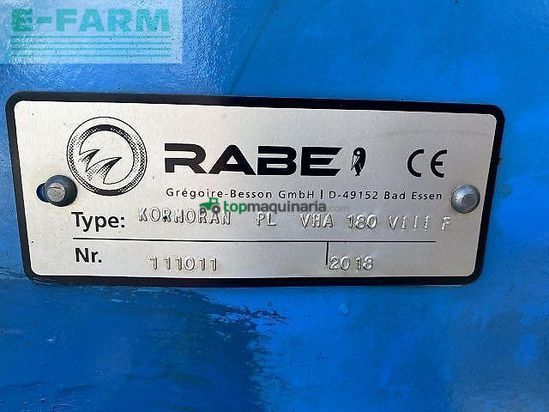 E-FARM
RABE CE
Grégoire-Besson GmbH | D-49152 Bad Essen
topmaquinaria.com
Type: KORMORAN PL VHA 180 VIII F
Nr. 111011 2018